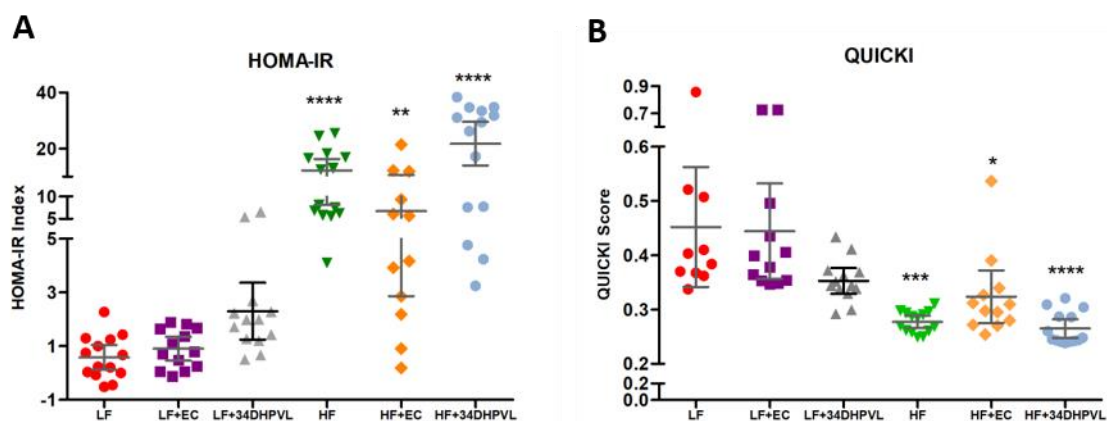 A
HOMA-IR
HOMA-IR Index
40
20
10
5
5
1
-1
****
**
****
LF
LF+EC
LF+34DHPVL
HF
HF+EC
HF+34DHPVL
B
QUICKI
QUICKI Score
0.9
0.7
0.6
0.5
0.4
0.3
0.2
0.2
0.0
***
*
****
LF
LF+EC
LF+34DHPVL
HF
HF+EC
HF+34DHPVL